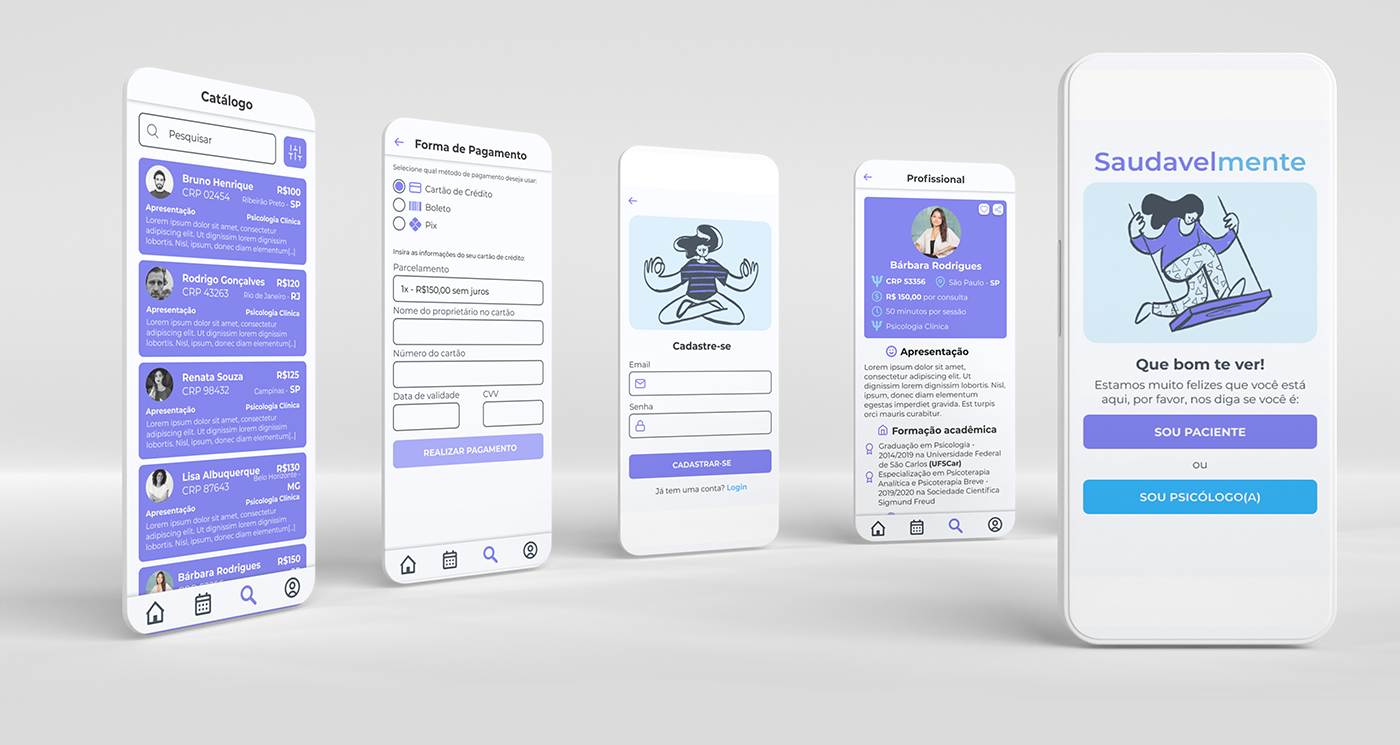 Catálogo
Pesquisar
Bruno Henrique R$100
CRP 02454 Ribeirão Preto - SP
Apresentação Psicologia Clínica
Lorem ipsum dolor sit amet, consectetur
adipiscing elit. Ut dignissim lorem dignissim
lobortis. Nisl, ipsum, donec diam elementum[...]
Rodrigo Gonçalves R$120
CRP 43263 Rio de Janeiro - RJ
Apresentação Psicologia Clínica
Lorem ipsum dolor sit amet, consectetur
adipiscing elit. Ut dignissim lorem dignissim
lobortis. Nisl, ipsum, donec diam elementum[...]
Renata Souza R$125
CRP 98432 Campinas - SP
Apresentação Psicologia Clínica
Lorem ipsum dolor sit amet, consectetur
adipiscing elit. Ut dignissim lorem dignissim
lobortis. Nisl, ipsum, donec diam elementum[...]
Lisa Albuquerque R$130
CRP 87643 Belo Horizonte -
MG
Apresentação Psicologia Clínica
Lorem ipsum dolor sit amet, consectetur
adipiscing elit. Ut dignissim lorem dignissim
lobortis. Nisl, ipsum, donec diam elementum[...]
Bárbara Rodrigues R$150
Forma de Pagamento
Selecione qual método de pagamento deseja usar:
Cartão de Crédito
Boleto
Pix
Insira as informações do seu cartão de crédito:
Parcelamento
1x - R$150,00 sem juros
Nome do proprietário no cartão
Número do cartão
Data de validade CVV
REALIZAR PAGAMENTO
Cadastre-se
Email
Senha
CADASTRAR-SE
Já tem uma conta? Login
Profissional
Bárbara Rodrigues
CRP 53356 São Paulo - SP
R$ 150,00 por consulta
50 minutos por sessão
Psicologia Clínica
Apresentação
Lorem ipsum dolor sit amet, consectetur
adipiscing elit. Ut dignissim lorem
dignissim lobortis. Nisl, ipsum, donec
diam elementum
egestas imperdiet gravida. Est turpis
orci mauris curabitur.
Formação acadêmica
Graduação em Psicologia -
2014/2019 na Universidade Federal
de São Carlos (UFSCar)
Especialização em Psicoterapia
Analítica e Psicoterapia Breve -
2019/2020 na Sociedade Científica
Sigmund Freud
Saudavelmente
Que bom te ver!
Estamos muito felizes que você está
aqui, por favor, nos diga se você é:
SOU PACIENTE
ou
SOU PSICÓLOGO(A)